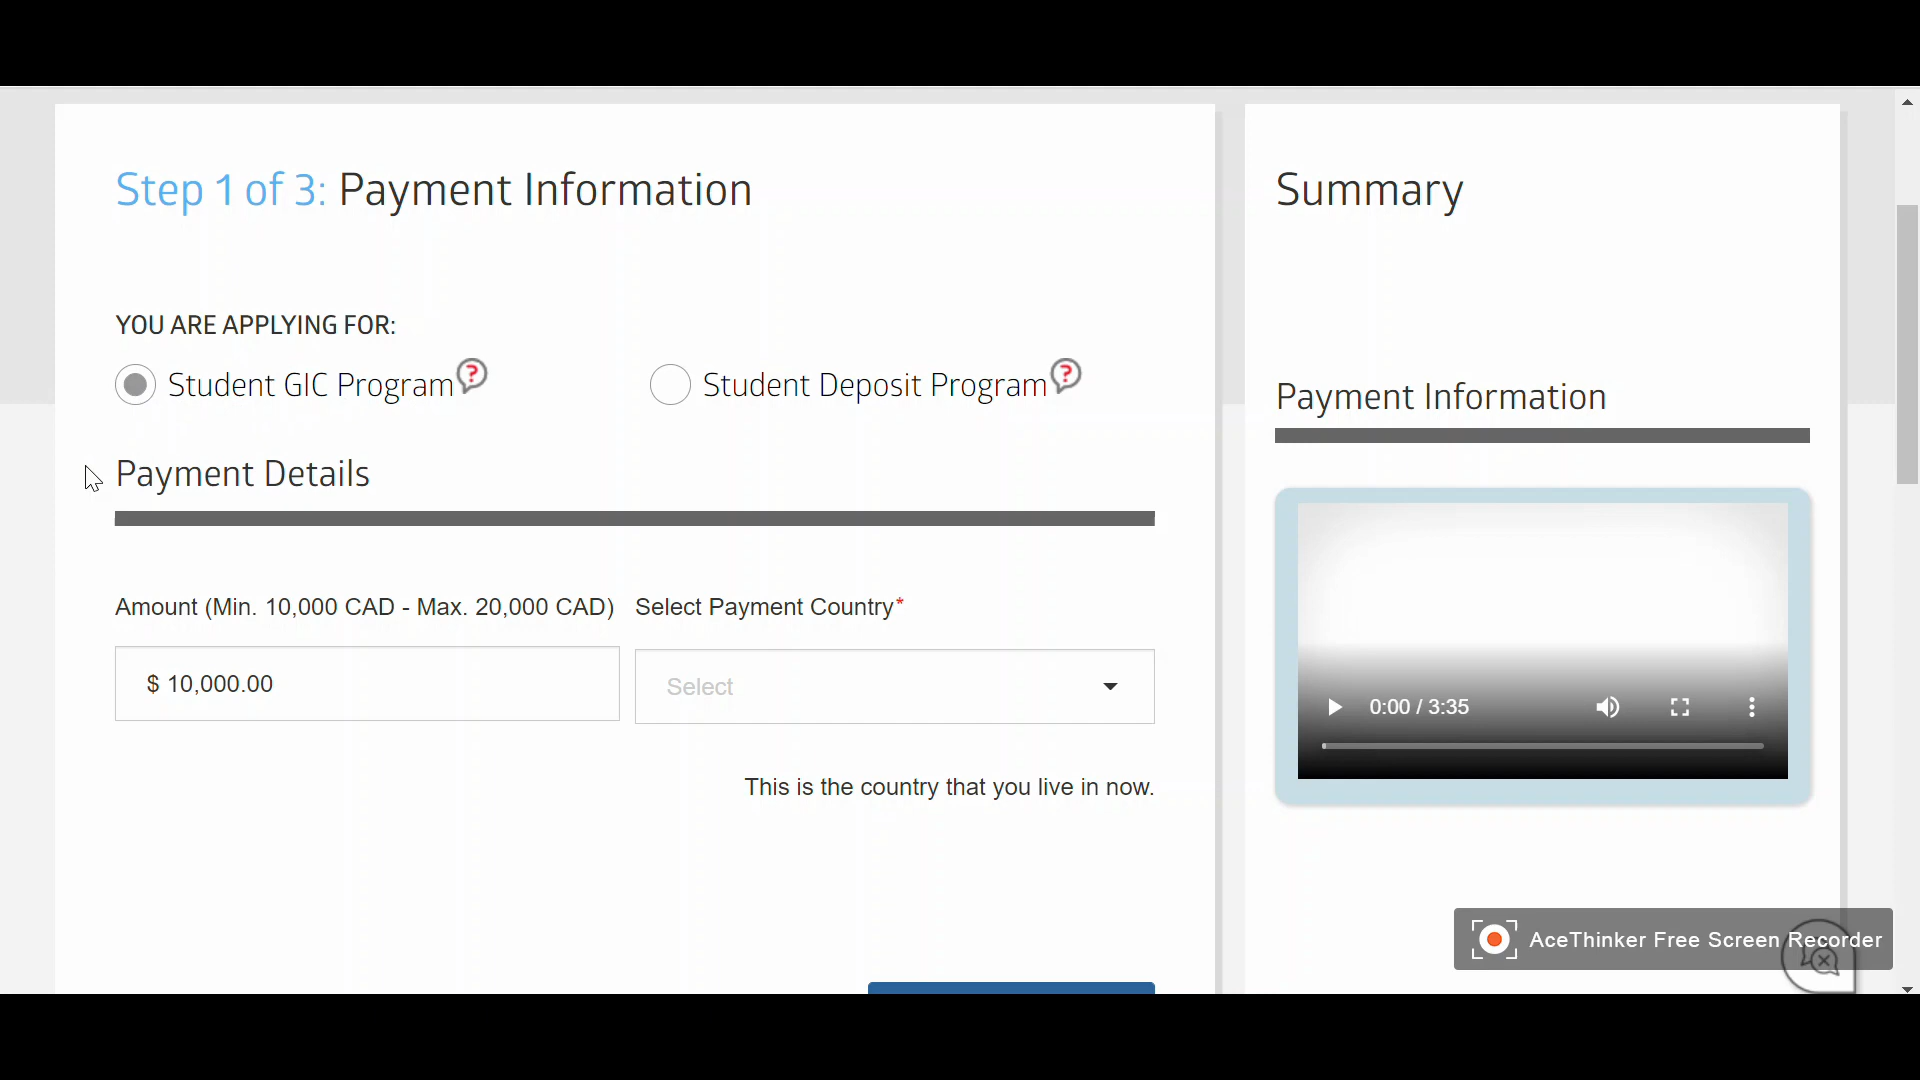 Step 1 of 3: Payment Information
YOU ARE APPLYING FOR:
Student GIC Program ?
Student Deposit Program ?
Payment Details
Amount (Min. 10,000 CAD - Max. 20,000 CAD)
$ 10,000.00
Select Payment Country*
Select
This is the country that you live in now.
Summary
Payment Information
0:00 / 3:35
AceThinker Free Screen Recorder